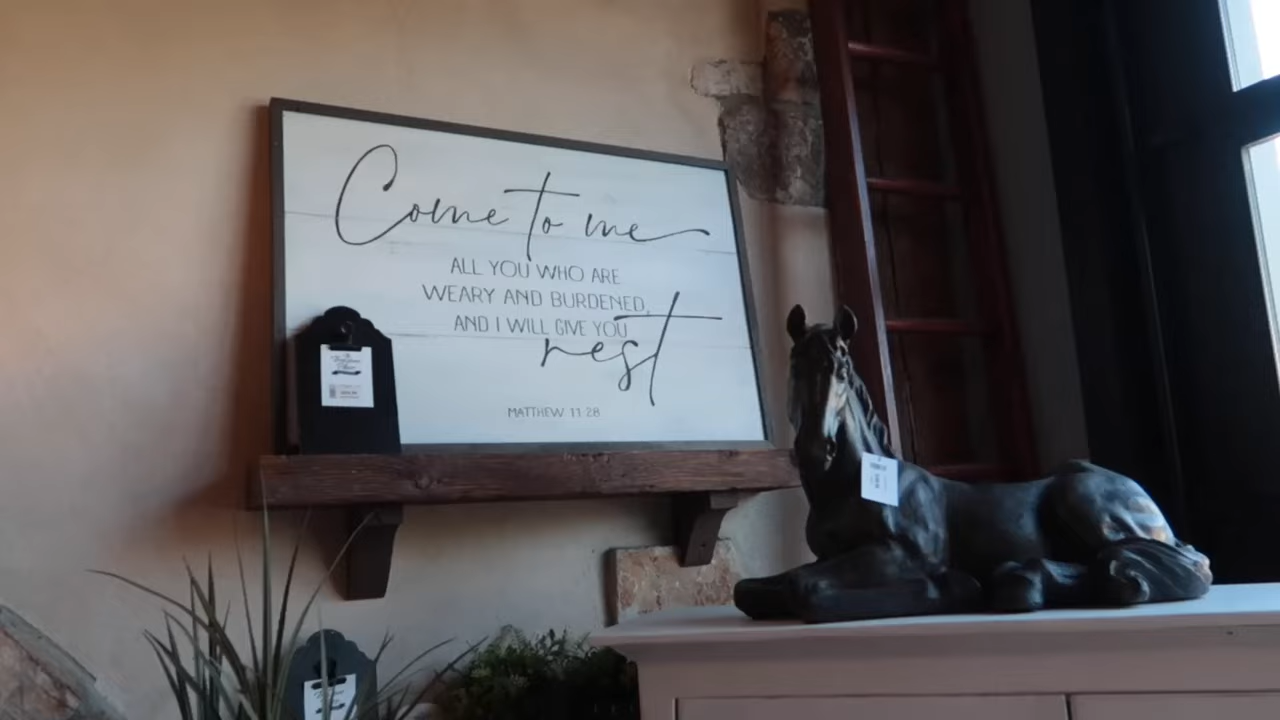 Come to me
ALL YOU WHO ARE
WEARY AND BURDENED,
AND I WILL GIVE YOU
rest
MATTHEW 11:28